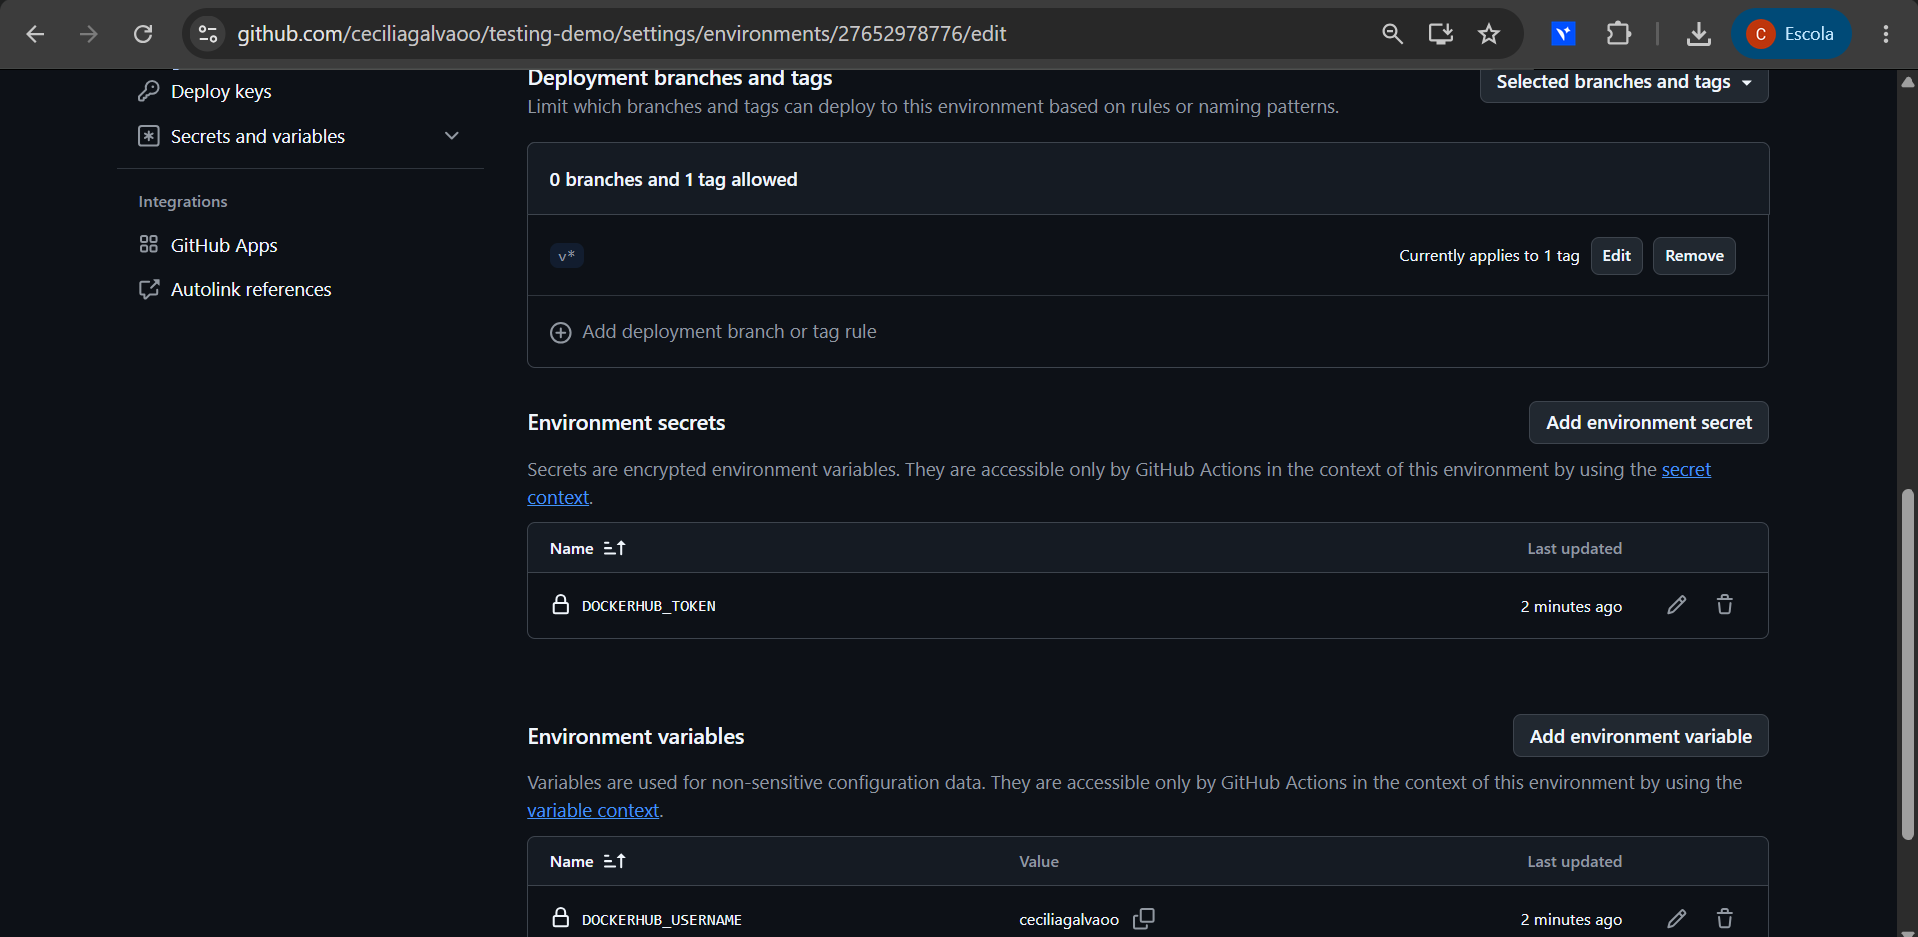 github.com/ceciliagalvaoo/testing-demo/settings/environments/27652978776/edit
C
Escola
Deploy keys
Secrets and variables
Integrations
GitHub Apps
Autolink references
Deployment branches and tags
Selected branches and tags
Limit which branches and tags can deploy to this environment based on rules or naming patterns.
0 branches and 1 tag allowed
v*
Currently applies to 1 tag
Edit
Remove
Add deployment branch or tag rule
Environment secrets
Add environment secret
Secrets are encrypted environment variables. They are accessible only by GitHub Actions in the context of this environment by using the secret
context.
Name
Last updated
DOCKERHUB_TOKEN
2 minutes ago
Environment variables
Add environment variable
Variables are used for non-sensitive configuration data. They are accessible only by GitHub Actions in the context of this environment by using the
variable context.
Name
Value
Last updated
DOCKERHUB_USERNAME
ceciliagalvaoo
2 minutes ago